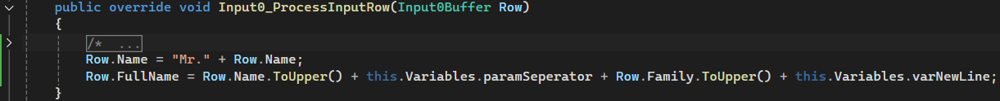 public override void Input0_ProcessInputRow(Input0Buffer Row)
{
/* ...
Row.Name = "Mr." + Row.Name;
Row.FullName = Row.Name.ToUpper() + this.Variables.paramSeperator + Row.Family.ToUpper() + this.Variables.varNewLine;
}